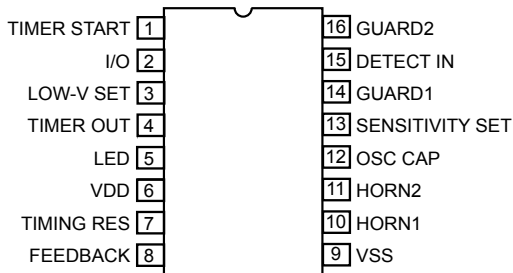 TIMER START 1 16 GUARD2
I/O 2 15 DETECT IN
LOW-V SET 3 14 GUARD1
TIMER OUT 4 13 SENSITIVITY SET
LED 5 12 OSC CAP
VDD 6 11 HORN2
TIMING RES 7 10 HORN1
FEEDBACK 8 9 VSS